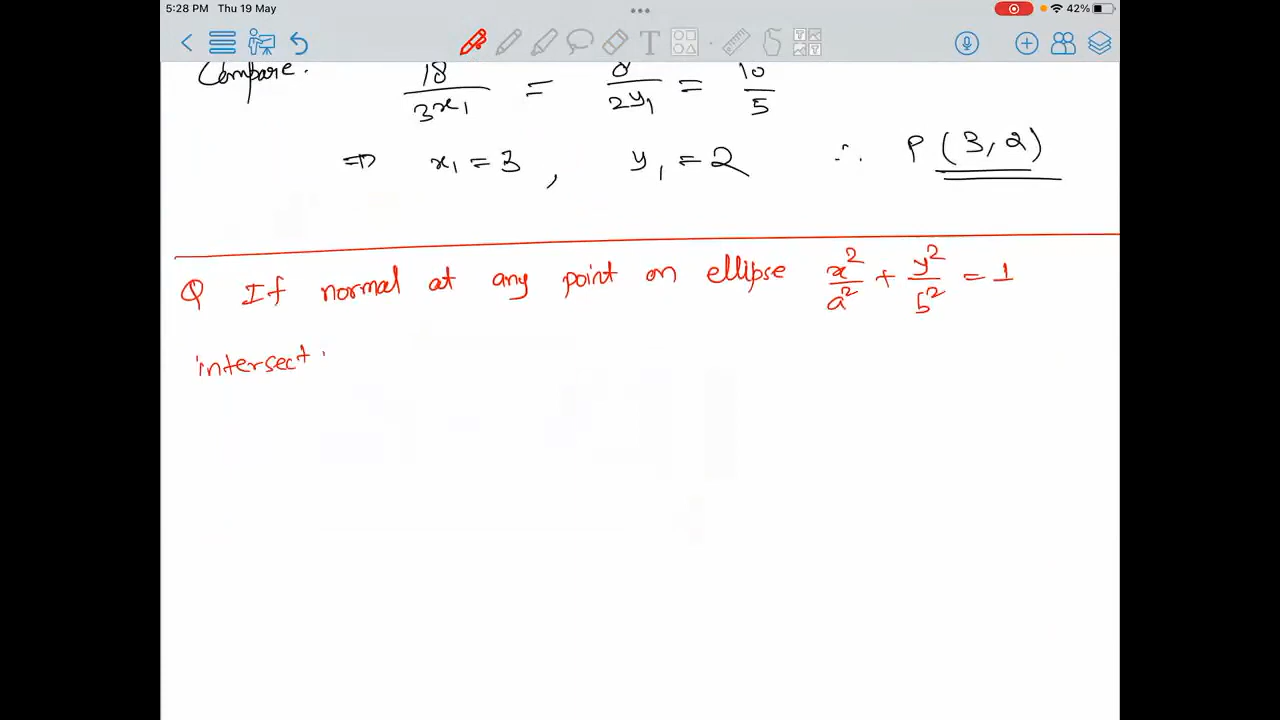 5:28 PM Thu 19 May
42%
Compare. 18/3x₁ = 8/2y₁ = 10/5
⇒ x₁ = 3, y₁ = 2 ∴ P (3, 2)
Q If normal at any point on ellipse x²/a² + y²/b² = 1
intersect